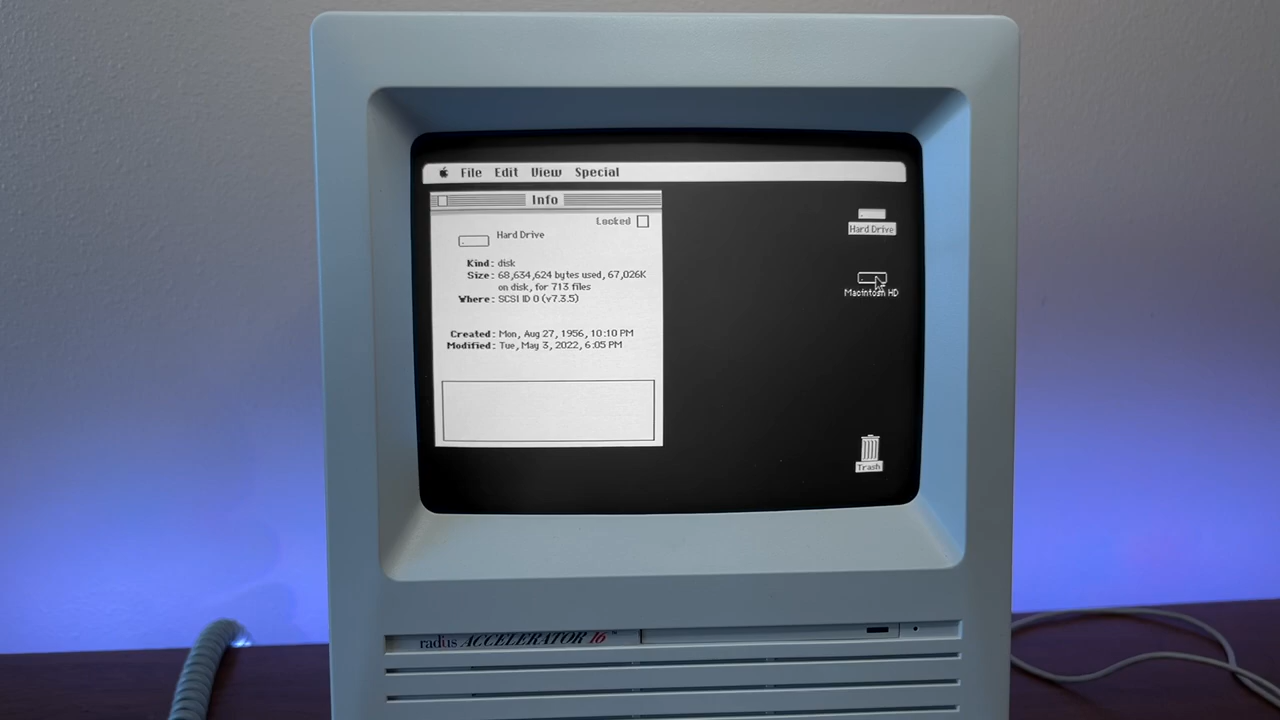 File Edit View Special
Info
Locked
Hard Drive
Kind: disk
Size: 68,634,624 bytes used, 67,026K
on disk, for 713 files
Where: SCSI ID 0 (v7.3.5)
Created: Mon, Aug 27, 1956, 10:10 PM
Modified: Tue, May 3, 2022, 6:05 PM
Hard Drive
Macintosh HD
Trash
radius ACCELERATOR 16